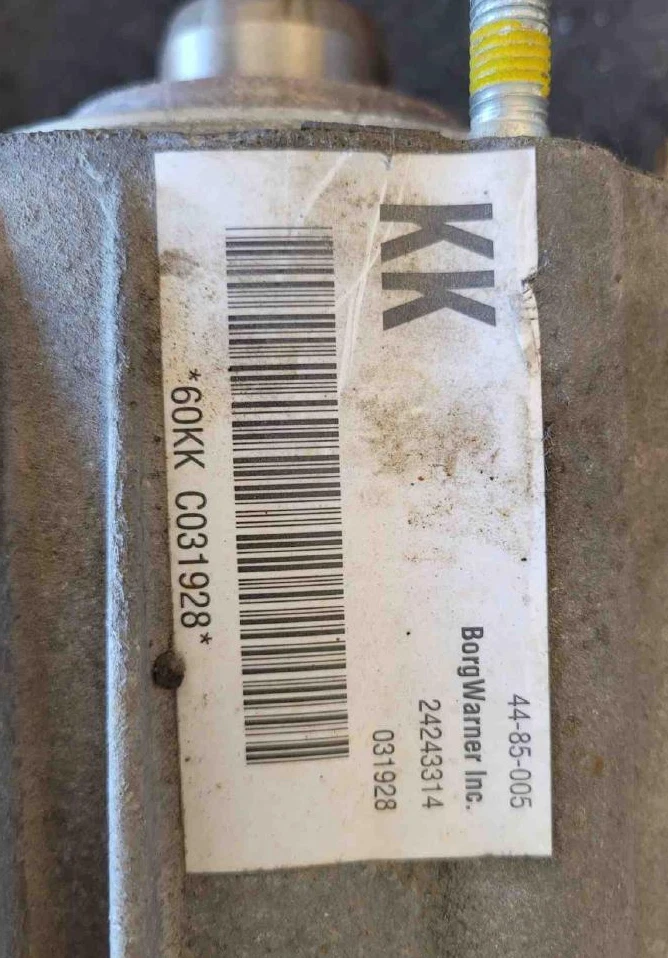 44-85-005
BorgWarner Inc.
KK
24243314
031928
*60KK C031928*